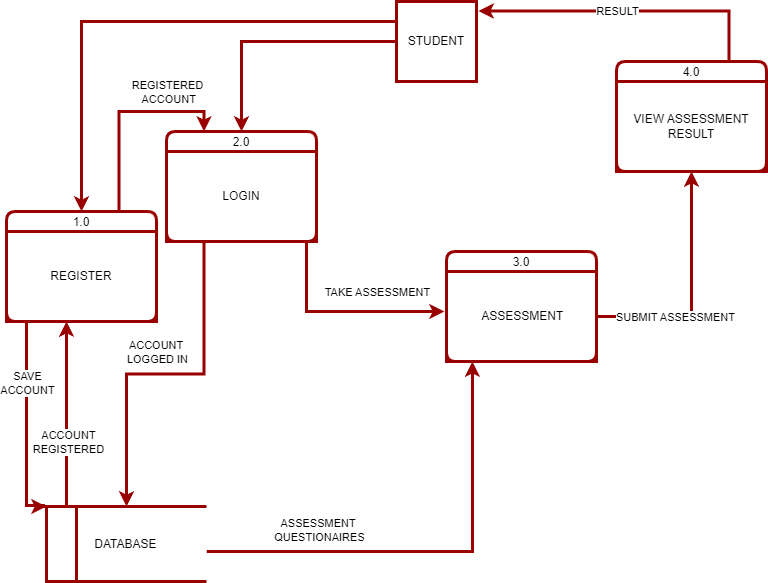 RESULT
STUDENT
4.0
VIEW ASSESSMENT
RESULT
REGISTERED
ACCOUNT
2.0
LOGIN
1.0
REGISTER
3.0
ASSESSMENT
TAKE ASSESSMENT
SUBMIT ASSESSMENT
ACCOUNT
LOGGED IN
SAVE
ACCOUNT
ACCOUNT
REGISTERED
DATABASE
ASSESSMENT
QUESTIONAIRES